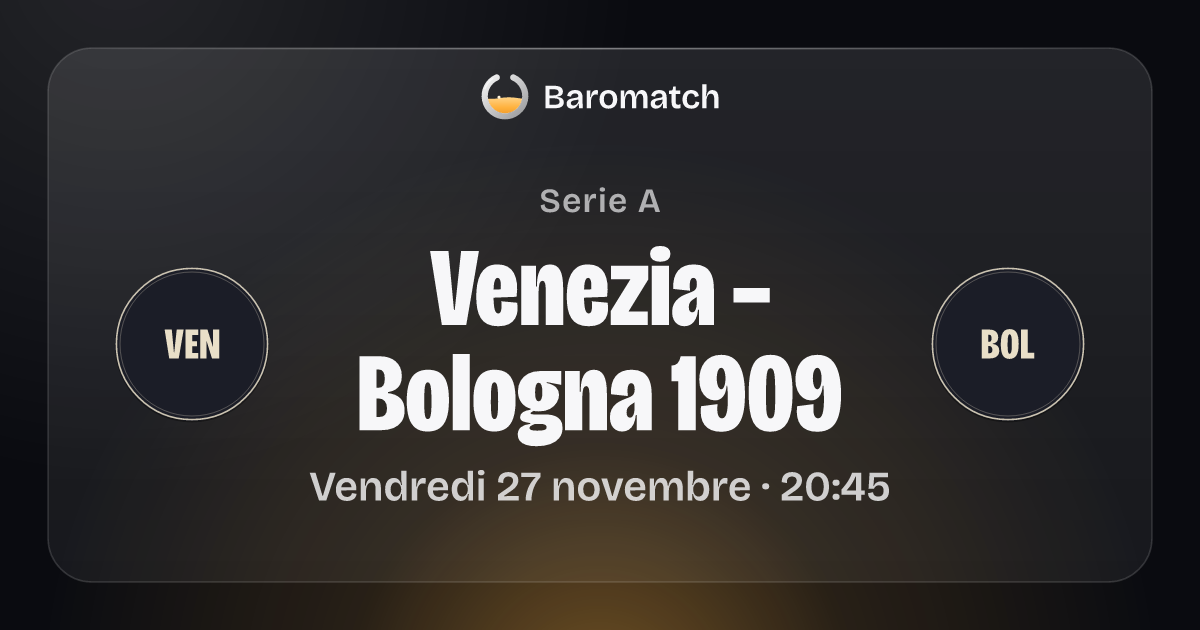 Baromatch
Serie A
VEN
Venezia –
Bologna 1909
BOL
Vendredi 27 novembre · 20:45